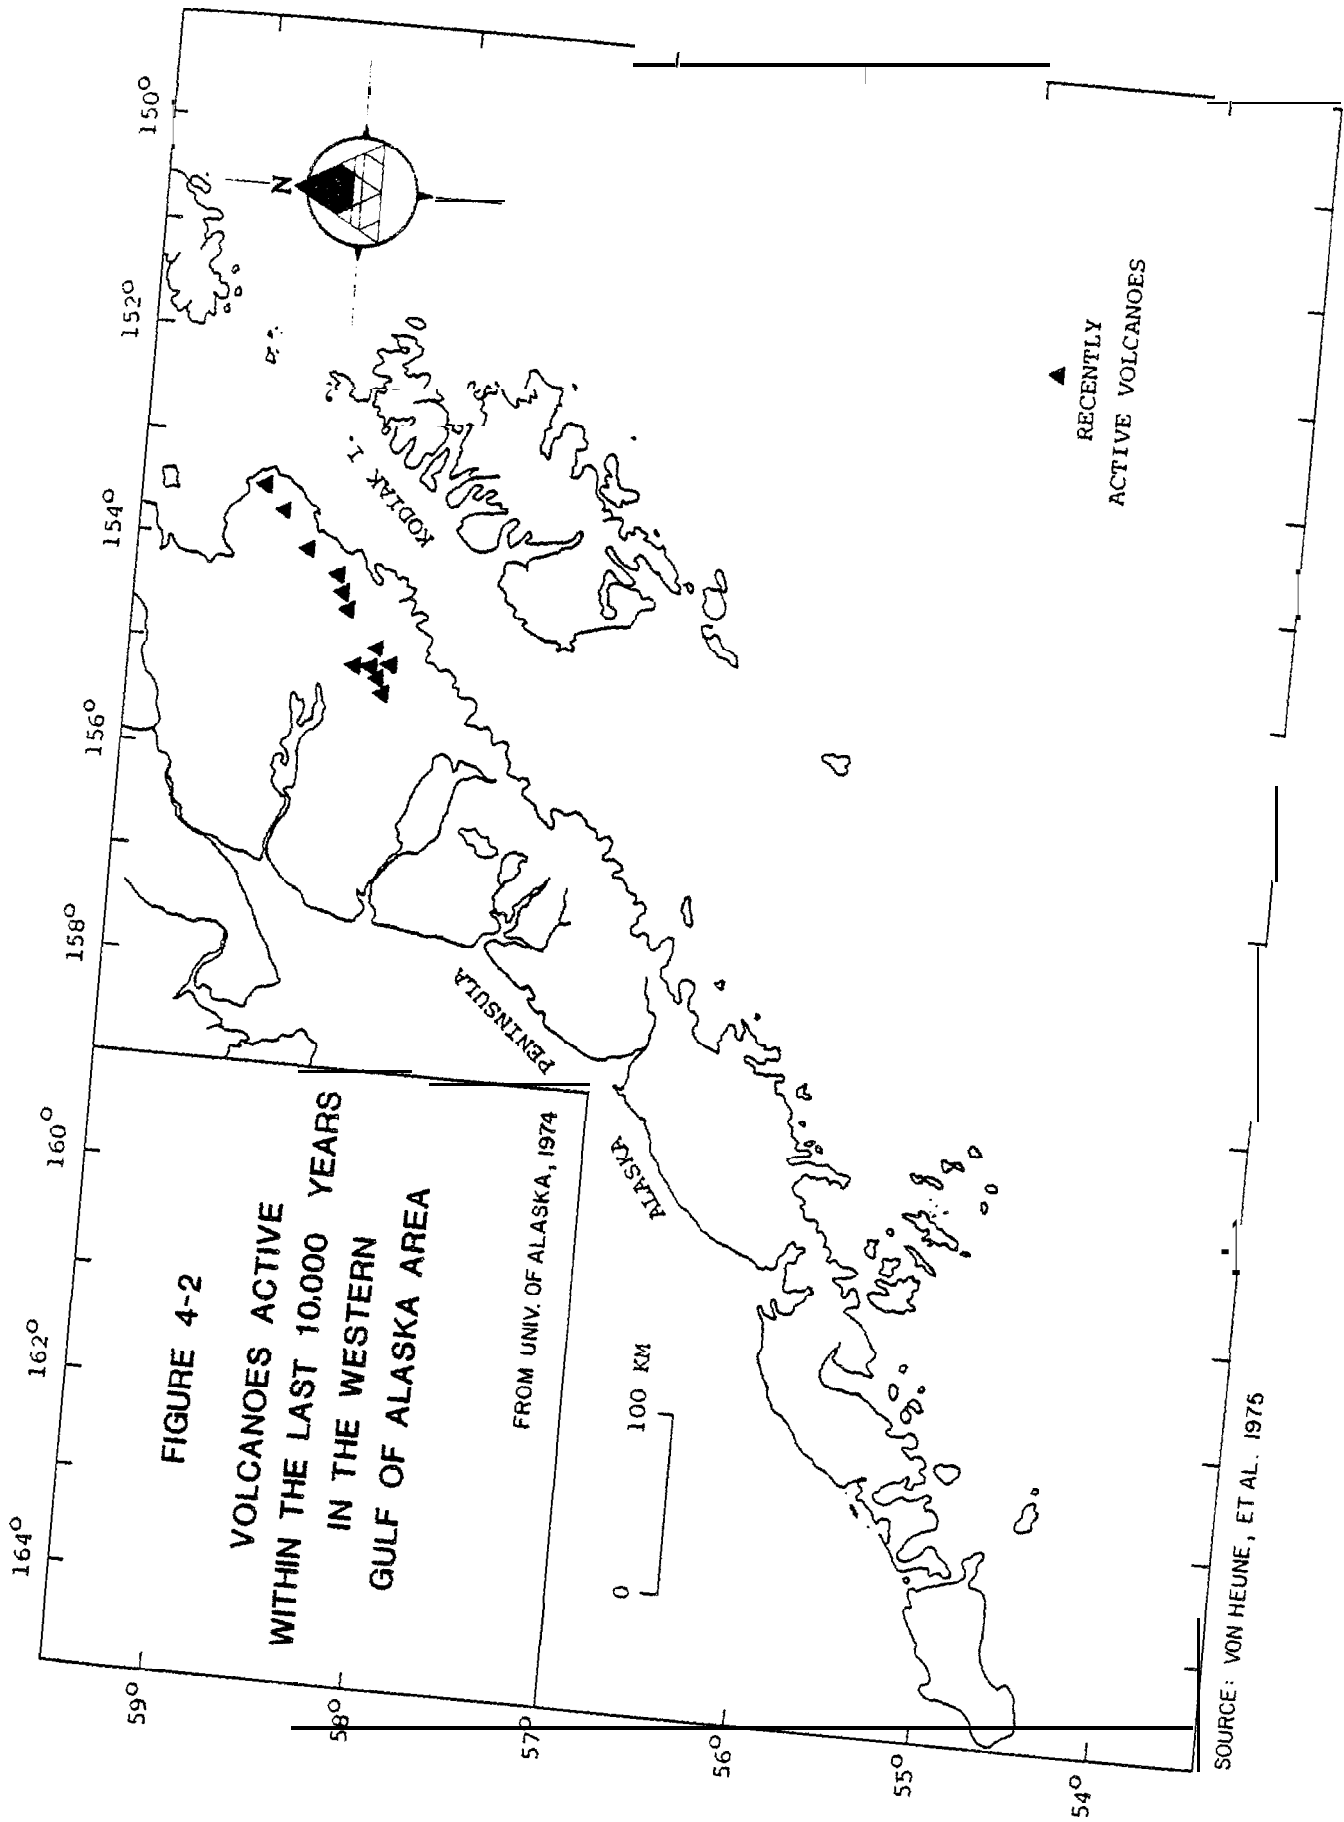 FIGURE 4-2
VOLCANOES ACTIVE
WITHIN THE LAST 10,000 YEARS
IN THE WESTERN
GULF OF ALASKA AREA
FROM UNIV. OF ALASKA, 1974
164°
162°
160°
158°
156°
154°
152°
150°
59°
58°
57°
56°
55°
54°
N
KODIAK I.
ALASKA
PENINSULA
0
100 KM
RECENTLY
ACTIVE VOLCANOES
SOURCE: VON HEUNE, ET AL. 1975